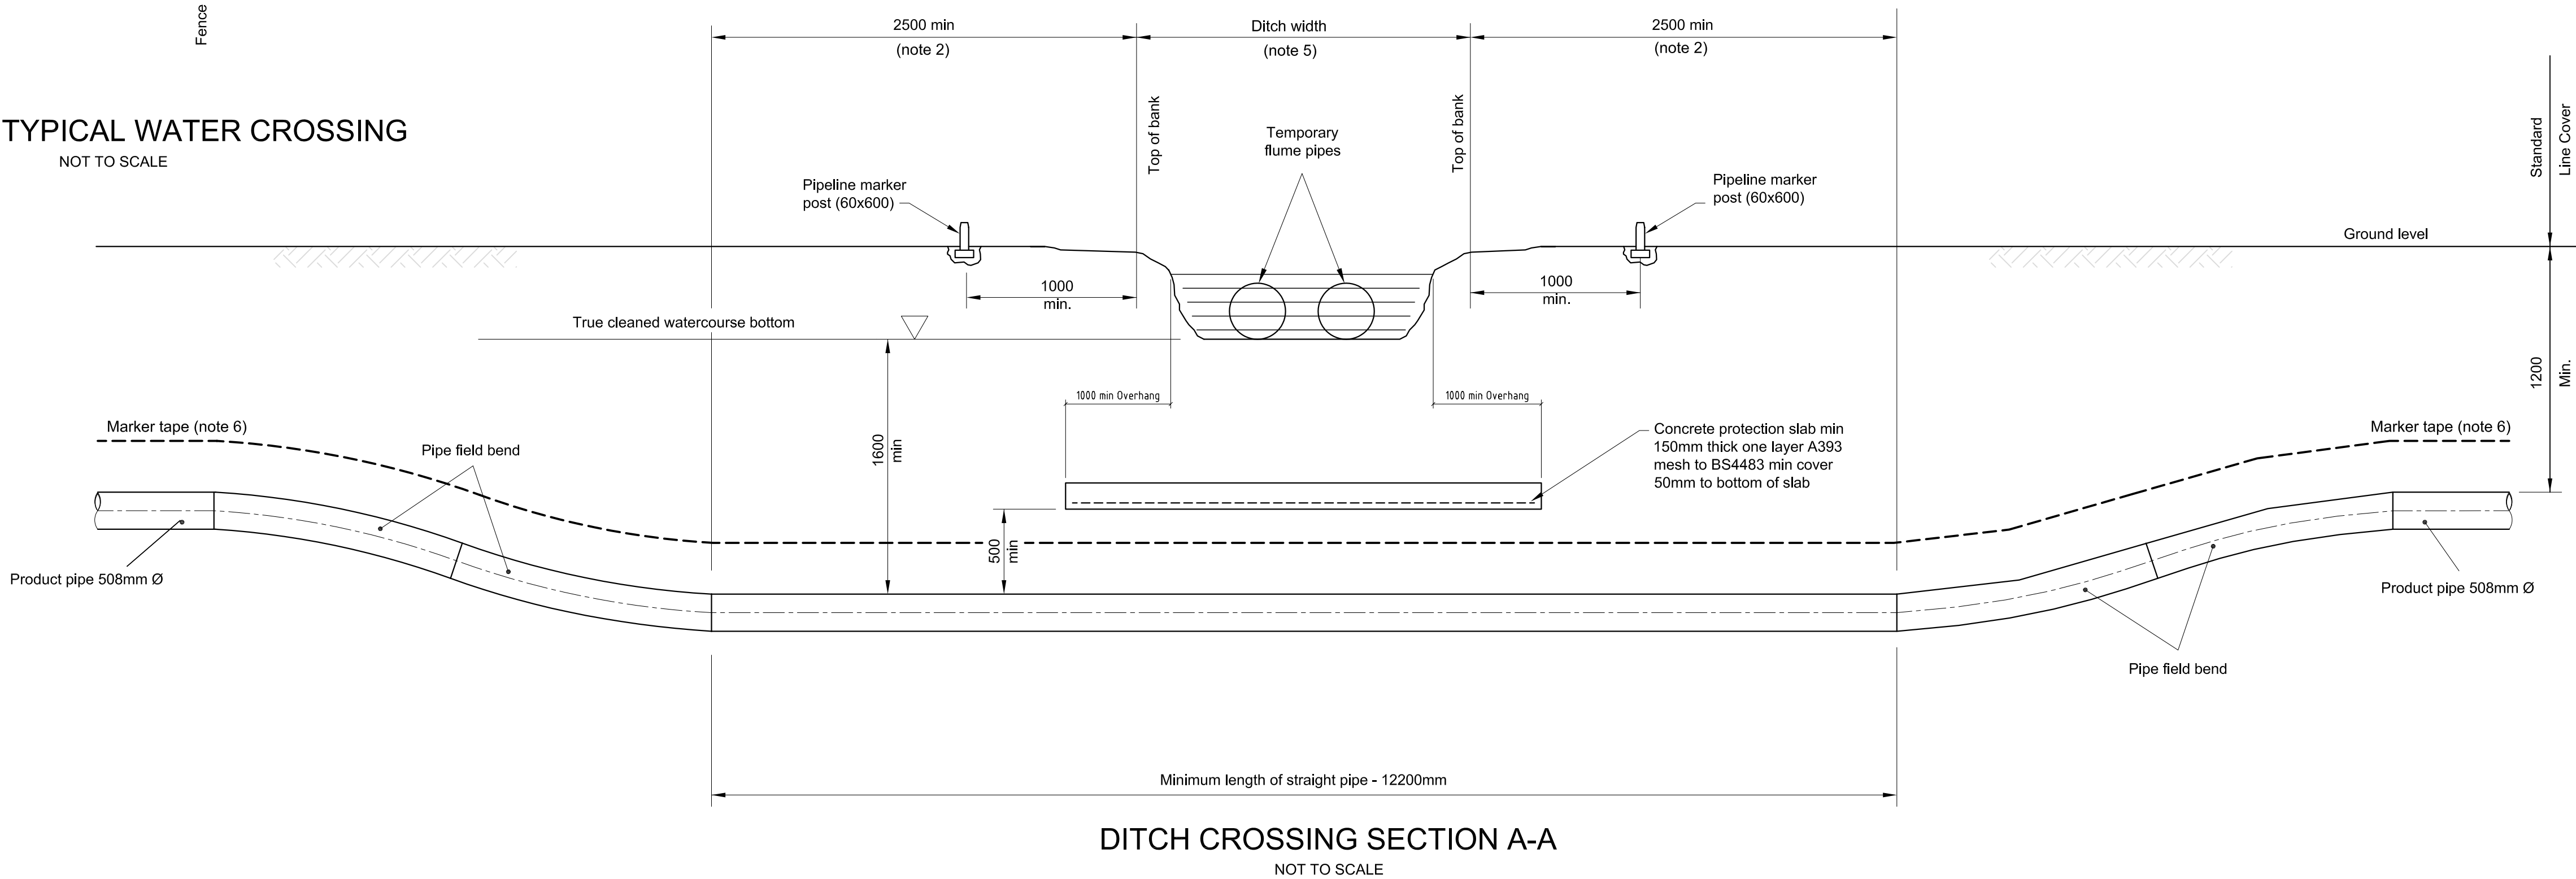 Fence
2500 min
(note 2)
Ditch width
(note 5)
2500 min
(note 2)
TYPICAL WATER CROSSING
NOT TO SCALE
Top of bank
Top of bank
Temporary
flume pipes
Standard
Line Cover
Pipeline marker
post (60x600)
Pipeline marker
post (60x600)
Ground level
1000
min.
1000
min.
True cleaned watercourse bottom
1200
Min.
1000 min Overhang
1000 min Overhang
Marker tape (note 6)
Pipe field bend
1600
min
Concrete protection slab min
150mm thick one layer A393
mesh to BS4483 min cover
50mm to bottom of slab
Marker tape (note 6)
500
min
Product pipe 508mm Ø
Product pipe 508mm Ø
Pipe field bend
Minimum length of straight pipe - 12200mm
DITCH CROSSING SECTION A-A
NOT TO SCALE